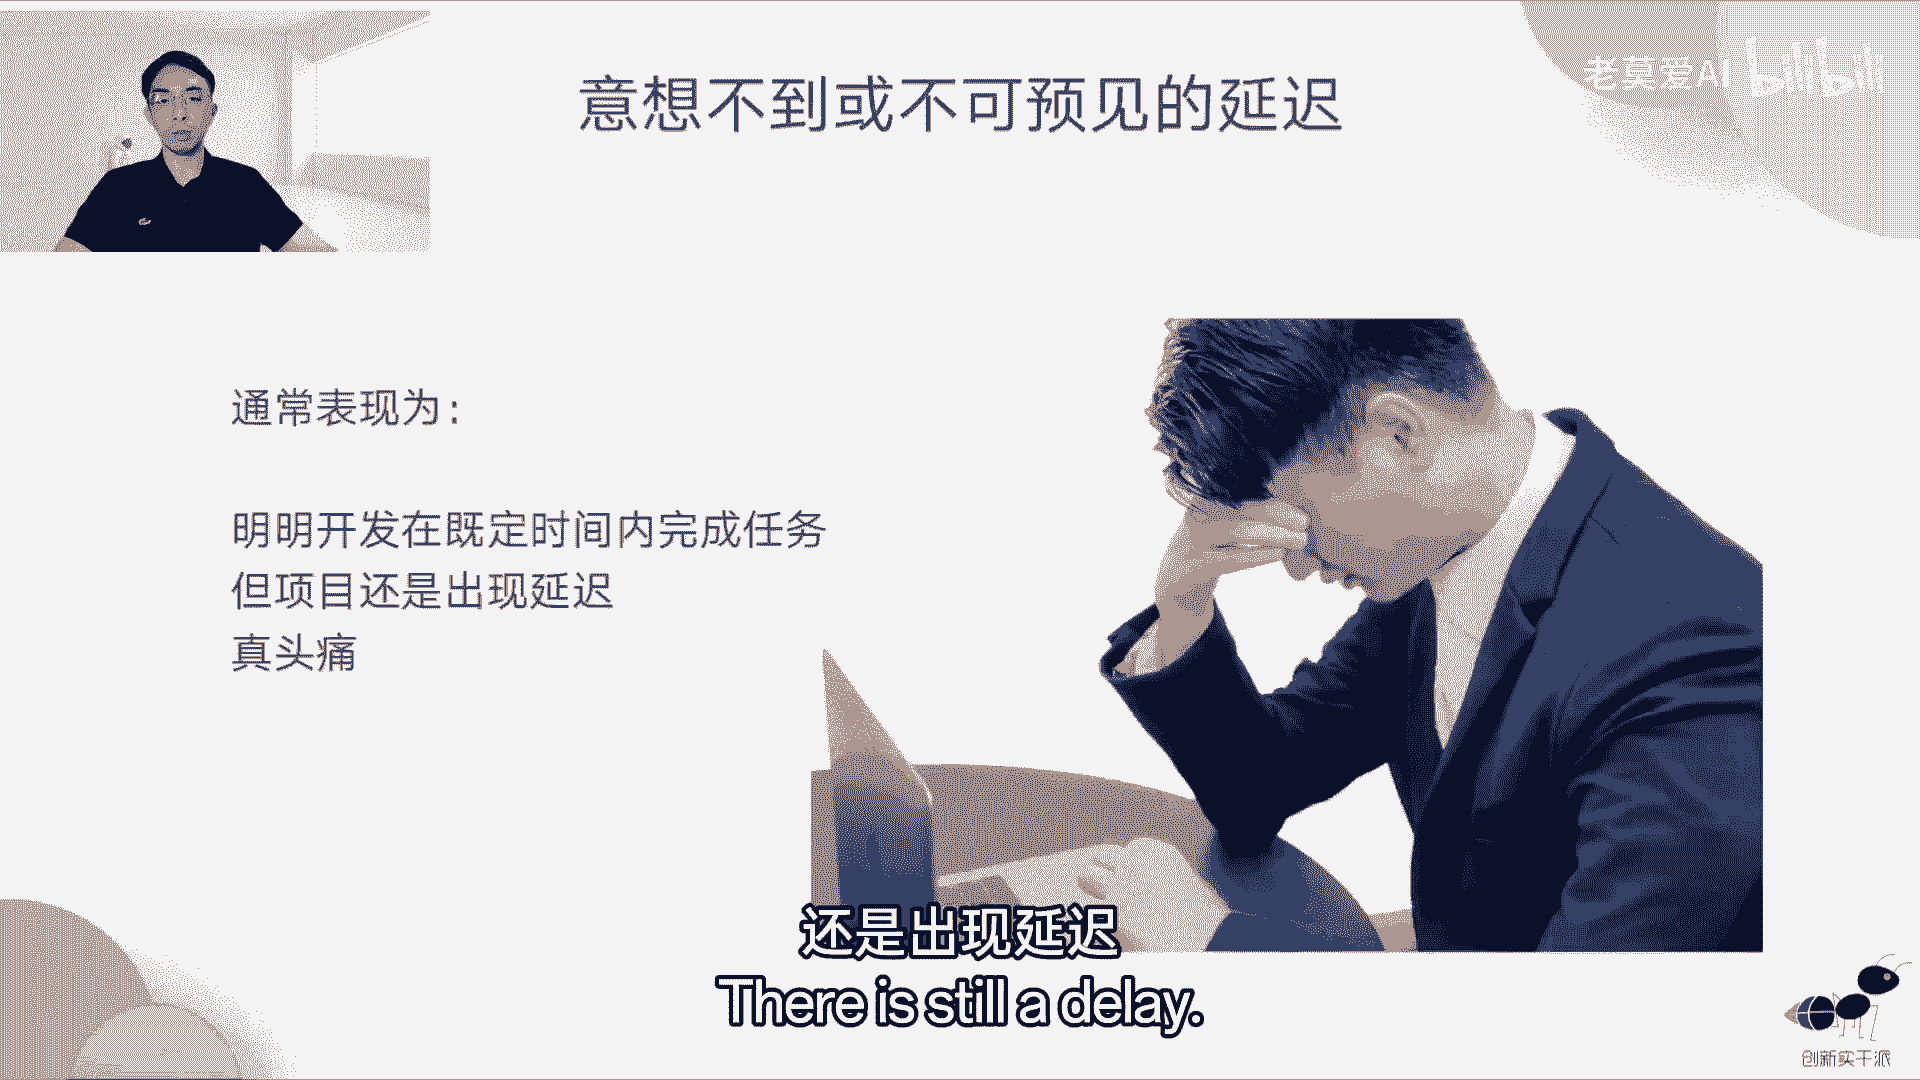 意想不到或不可预见的延迟
老莫爱AI bilibili
通常表现为：
明明开发在既定时间内完成任务
但项目还是出现延迟
真头痛
还是出现延迟
There is still a delay.
创新实干派